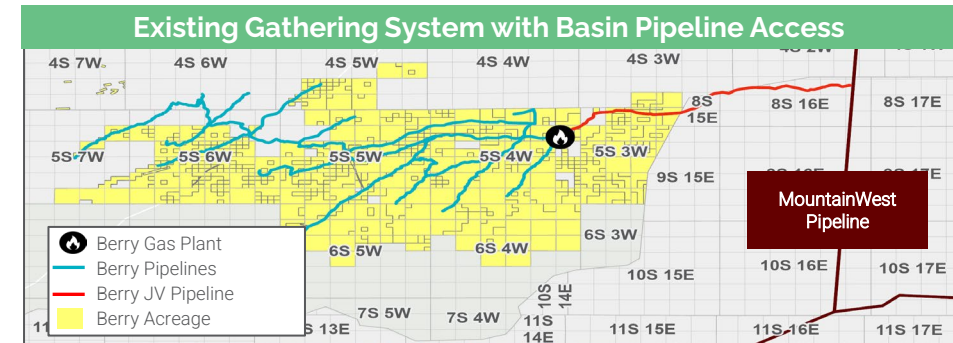 Existing Gathering System with Basin Pipeline Access
4S 7W
4S 6W
4S 5W
4S 4W
4S 3W
4S 2W
8S
15E
8S 16E
8S 17E
5S 7W
5S 6W
5S 5W
5S 4W
5S 3W
9S 15E
MountainWest
Pipeline
6S 5W
6S 4W
6S 3W
10S 15E
10S 16E
10S 17E
10S
14E
7S 5W
7S 4W
11S
14E
S 13E
11S 15E
11S 16E
11S 17E
Berry Gas Plant
Berry Pipelines
Berry JV Pipeline
Berry Acreage